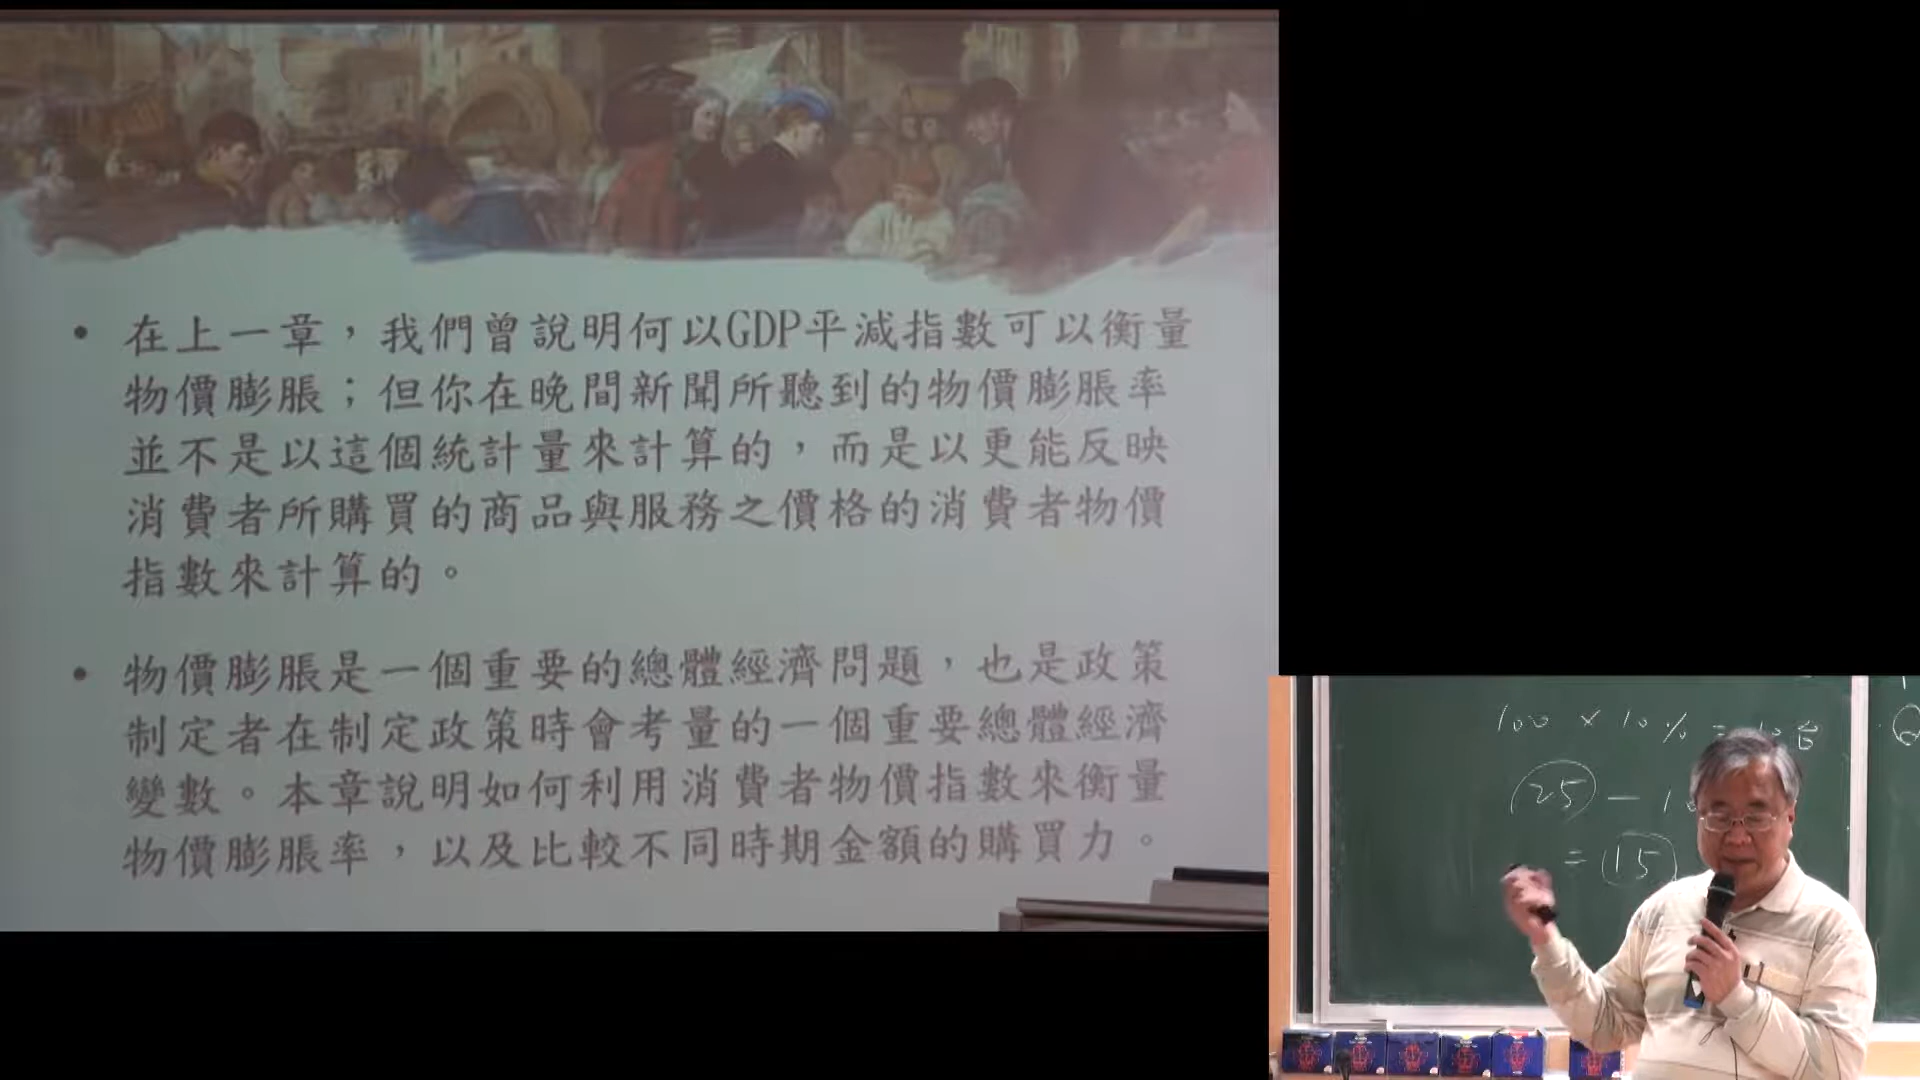 • 在上一章，我們曾說明何以GDP平減指數可以衡量
物價膨脹；但你在晚間新聞所聽到的物價膨脹率
並不是以這個統計量來計算的，而是以更能反映
消費者所購買的商品與服務之價格的消費者物價
指數來計算的。
• 物價膨脹是一個重要的總體經濟問題，也是政策
制定者在制定政策時會考量的一個重要總體經濟
變數。本章說明如何利用消費者物價指數來衡量
物價膨脹率，以及比較不同時期金額的購買力。
100 × 10% =
25 - 10
= 15